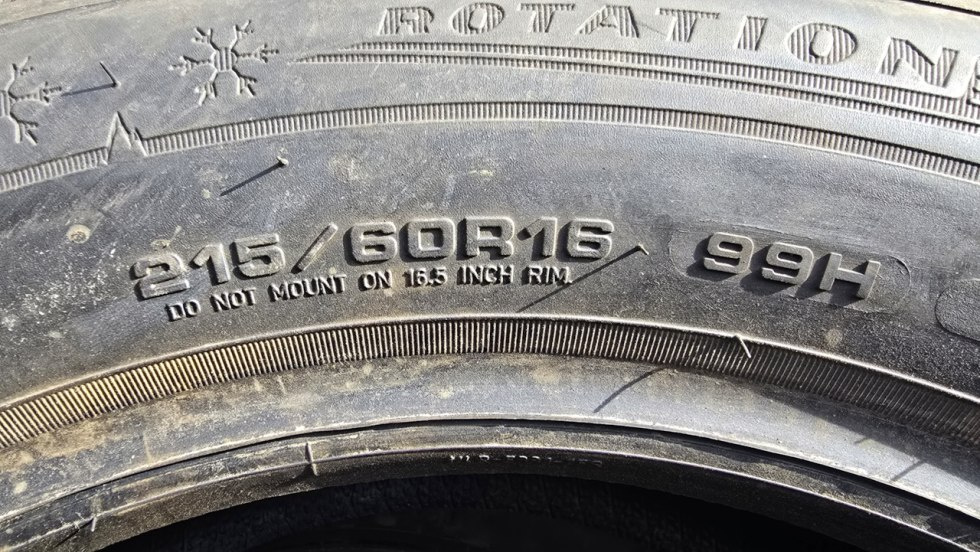 ROTATION
215/60R16 99H
DO NOT MOUNT ON 16.5 INCH RIM.